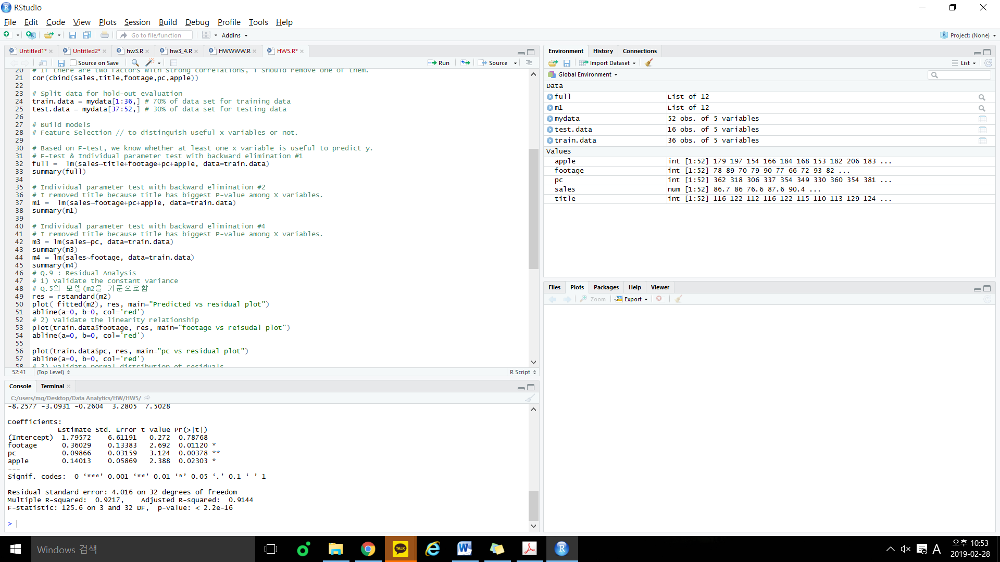 RStudio
File Edit Code View Plots Session Build Debug Profile Tools Help
Go to file/function Addins Project: (None)
Untitled1* Untitled2* hw3.R hw3_4.R HWWWW.R HW5.R*
Source on Save Run Source
20 # If there are two factors with strong correlations, i should remove one of them.
21 cor(cbind(sales,title,footage,pc,apple))
22
23 # Split data for hold-out evaluation
24 train.data = mydata[1:36,] # 70% of data set for training data
25 test.data = mydata[37:52,] # 30% of data set for testing data
26
27 # Build models
28 # Feature Selection // to distinguish useful x variables or not.
29
30 # Based on F-test, we know whether at least one x variable is useful to predict y.
31 # F-test & Individual parameter test with backward elimination #1
32 full =  lm(sales~title+footage+pc+apple, data=train.data)
33 summary(full)
34
35 # Individual parameter test with backward elimination #2
36 # I removed title because title has biggest P-value among X variables.
37 m1 =  lm(sales~footage+pc+apple, data=train.data)
38 summary(m1)
39
40 # Individual parameter test with backward elimination #4
41 # I removed title because title has biggest P-value among X variables.
42 m3 = lm(sales~pc, data=train.data)
43 summary(m3)
44 m4 = lm(sales~footage, data=train.data)
45 summary(m4)
46 # Q.9 : Residual Analysis
47 # 1) Validate the constant variance
48 # Q.5의 모델(m2을 기준으로함
49 res = rstandard(m2)
50 plot( fitted(m2), res, main="Predicted vs residual plot")
51 abline(a=0, b=0, col='red')
52 # 2) Validate the linearity relationship
53 plot(train.data$footage, res, main="footage vs reisudal plot")
54 abline(a=0, b=0, col='red')
55
56 plot(train.data$pc, res, main="pc vs residual plot")
57 abline(a=0, b=0, col='red')
58 # 3) Validate normal distribution of residuals
52:41 (Top Level) R Script
Console Terminal
C:/users/mg/Desktop/Data Analytics/HW/HW5/
-8.2577 -3.0931 -0.2604  3.2805  7.5028
Coefficients:
Estimate Std. Error t value Pr(>|t|)
(Intercept)  1.79572    6.61191   0.272  0.78768
footage      0.36029    0.13383   2.692  0.01120 *
pc           0.09866    0.03159   3.124  0.00378 **
apple        0.14013    0.05869   2.388  0.02303 *
---
Signif. codes:  0 ‘***’ 0.001 ‘**’ 0.01 ‘*’ 0.05 ‘.’ 0.1 ‘ ’ 1
Residual standard error: 4.016 on 32 degrees of freedom
Multiple R-squared:  0.9217,    Adjusted R-squared:  0.9144
F-statistic: 125.6 on 3 and 32 DF,  p-value: < 2.2e-16
>
Environment History Connections
Import Dataset List
Global Environment
Data
full List of 12
m1 List of 12
mydata 52 obs. of 5 variables
test.data 16 obs. of 5 variables
train.data 36 obs. of 5 variables
Values
apple int [1:52] 179 197 154 166 184 168 153 182 206 183 ...
footage int [1:52] 78 89 70 79 90 77 66 72 93 82 ...
pc int [1:52] 362 318 306 337 354 349 330 360 354 381 ...
sales num [1:52] 86.7 86 76.6 87.6 90.4 ...
title int [1:52] 116 122 112 116 122 115 110 113 129 124 ...
Files Plots Packages Help Viewer
Zoom Export
Windows 검색
TALK
A
오후 10:53
2019-02-28